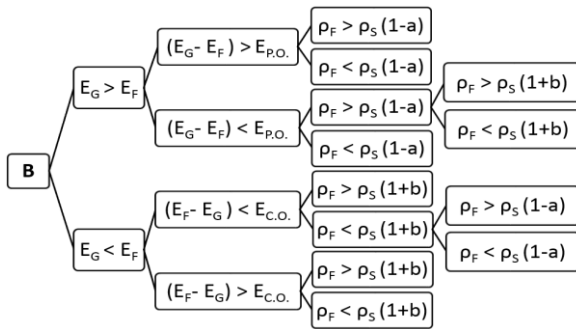 ρ_F > ρ_S (1-a)
(E_G- E_F) > E_P.O.
ρ_F < ρ_S (1-a)
ρ_F > ρ_S (1+b)
E_G > E_F
ρ_F > ρ_S (1-a)
(E_G- E_F) < E_P.O.
ρ_F < ρ_S (1+b)
ρ_F < ρ_S (1-a)
B
ρ_F > ρ_S (1+b)
(E_F- E_G) < E_C.O.
ρ_F > ρ_S (1-a)
ρ_F < ρ_S (1+b)
E_G < E_F
ρ_F < ρ_S (1-a)
ρ_F > ρ_S (1+b)
(E_F- E_G) > E_C.O.
ρ_F < ρ_S (1+b)